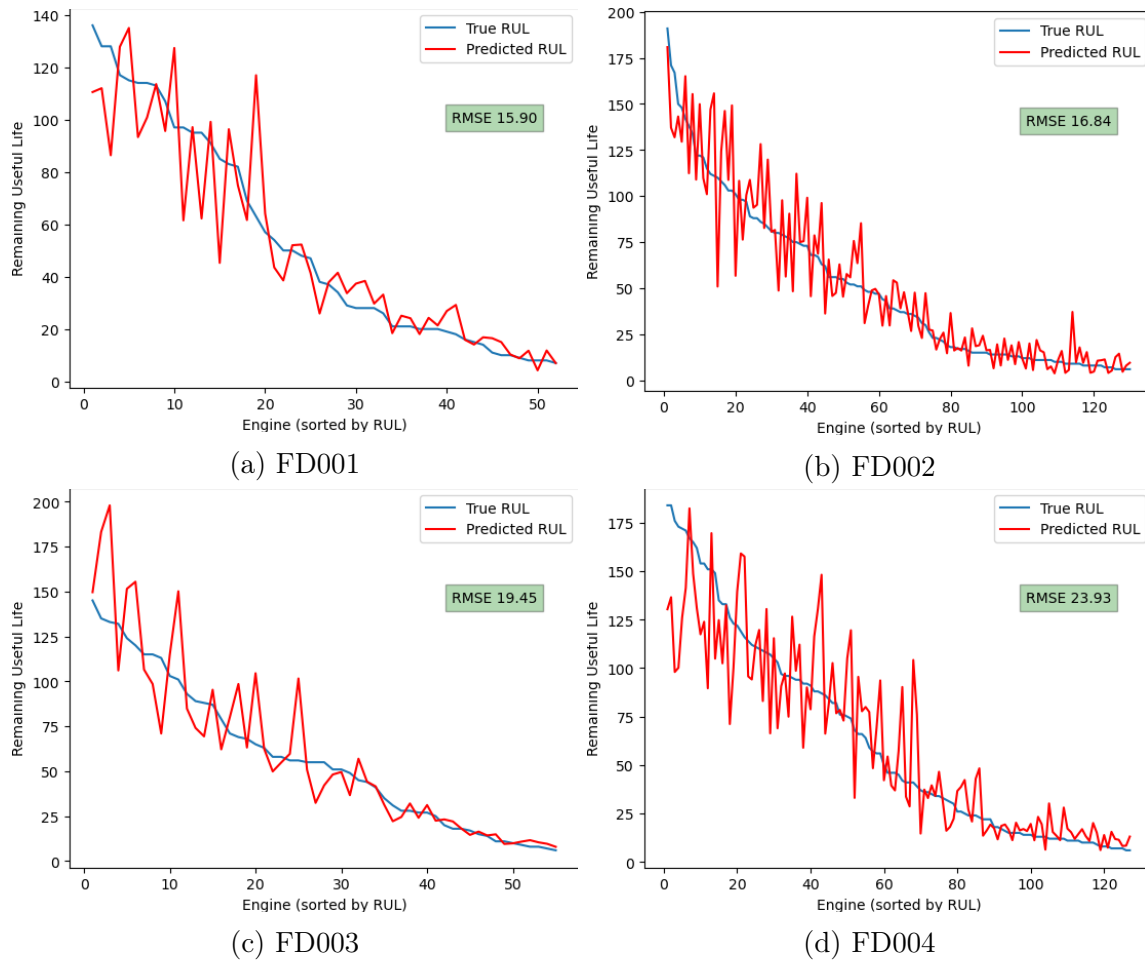 140
120
100
80
60
40
20
0
Remaining Useful Life
True RUL
Predicted RUL
RMSE 15.90
0 10 20 30 40 50
Engine (sorted by RUL)
(a) FD001
200
175
150
125
100
75
50
25
0
Remaining Useful Life
True RUL
Predicted RUL
RMSE 16.84
0 20 40 60 80 100 120
Engine (sorted by RUL)
(b) FD002
200
175
150
125
100
75
50
25
0
Remaining Useful Life
True RUL
Predicted RUL
RMSE 19.45
0 10 20 30 40 50
Engine (sorted by RUL)
(c) FD003
175
150
125
100
75
50
25
0
Remaining Useful Life
True RUL
Predicted RUL
RMSE 23.93
0 20 40 60 80 100 120
Engine (sorted by RUL)
(d) FD004